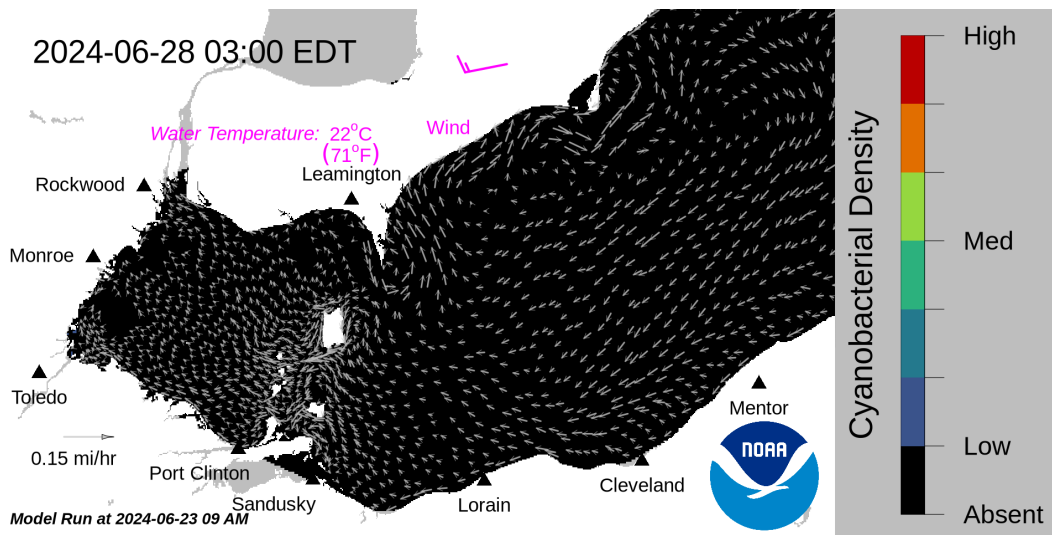 2024-06-28 03:00 EDT
Water Temperature: 22°C
(71°F)
Wind
Leamington
Rockwood
Monroe
Toledo
0.15 mi/hr
Port Clinton
Sandusky
Lorain
Cleveland
Mentor
NOAA
Model Run at 2024-06-23 09 AM
Cyanobacterial Density
High
Med
Low
Absent